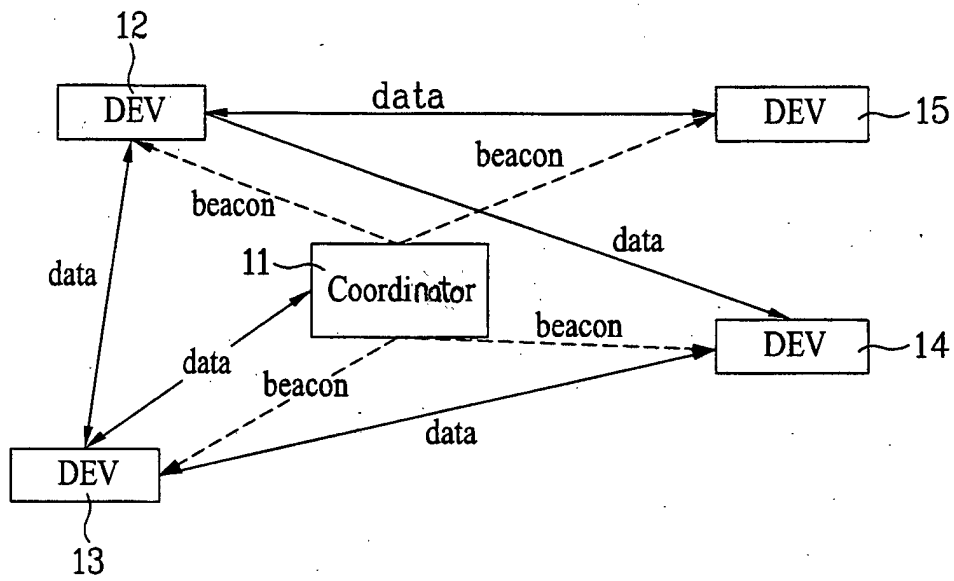 12
DEV
data
DEV
15
beacon
beacon
data
11
Coordinator
data
beacon
DEV
14
data
beacon
data
DEV
13